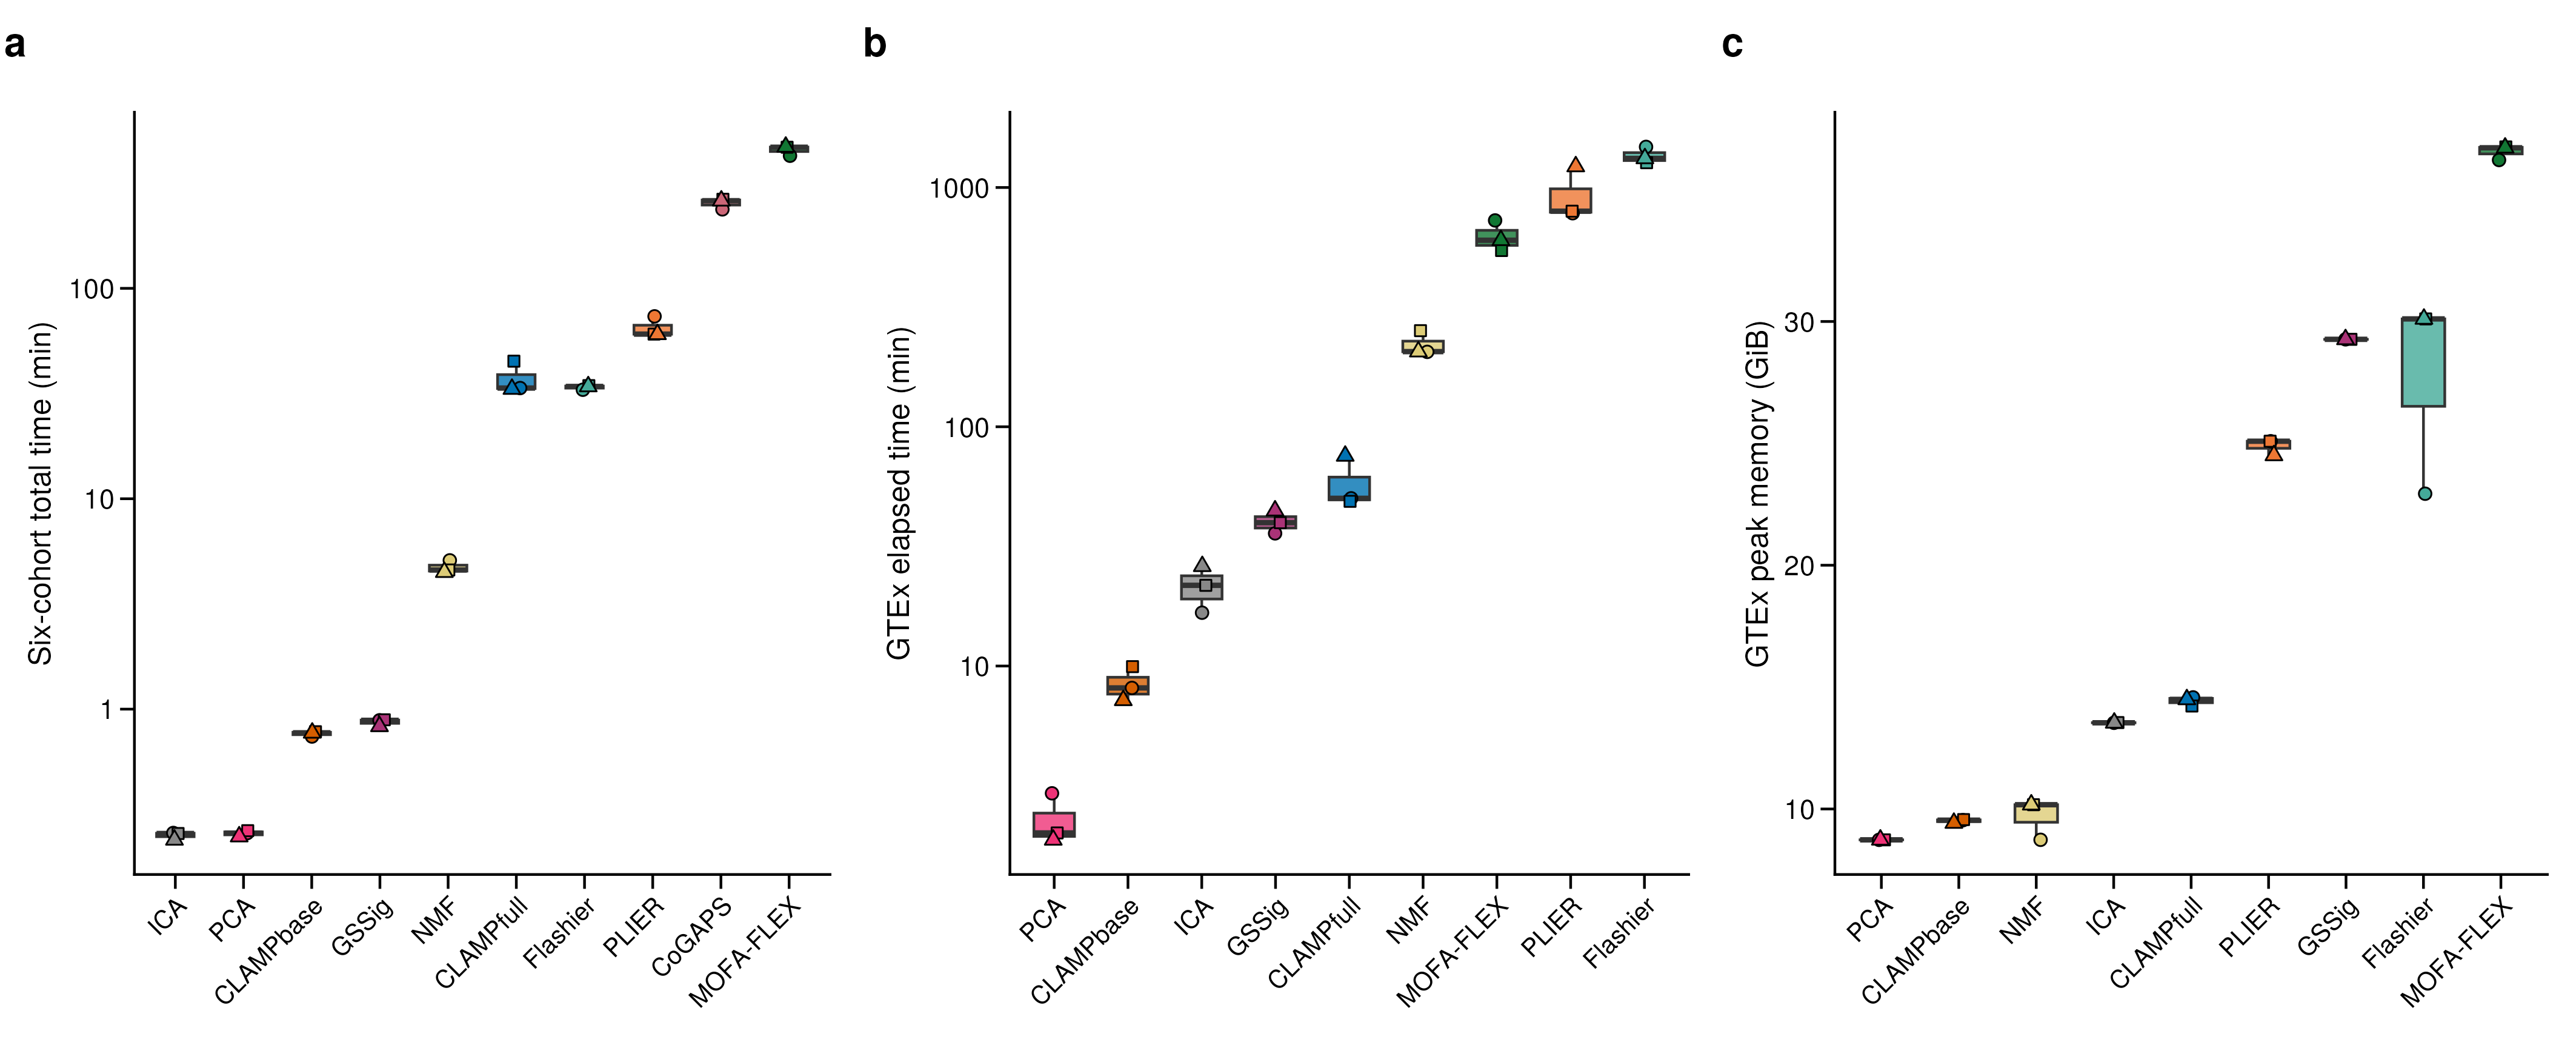 a
Six-cohort total time (min)
100
10
1
ICA
PCA
CLAMPbase
GSSig
NMF
CLAMPfull
Flashier
PLIER
CoGAPS
MOFA-FLEX
b
GTEx elapsed time (min)
1000
100
10
PCA
CLAMPbase
ICA
GSSig
CLAMPfull
NMF
MOFA-FLEX
PLIER
Flashier
c
GTEx peak memory (GiB)
30
20
10
PCA
CLAMPbase
NMF
ICA
CLAMPfull
PLIER
GSSig
Flashier
MOFA-FLEX